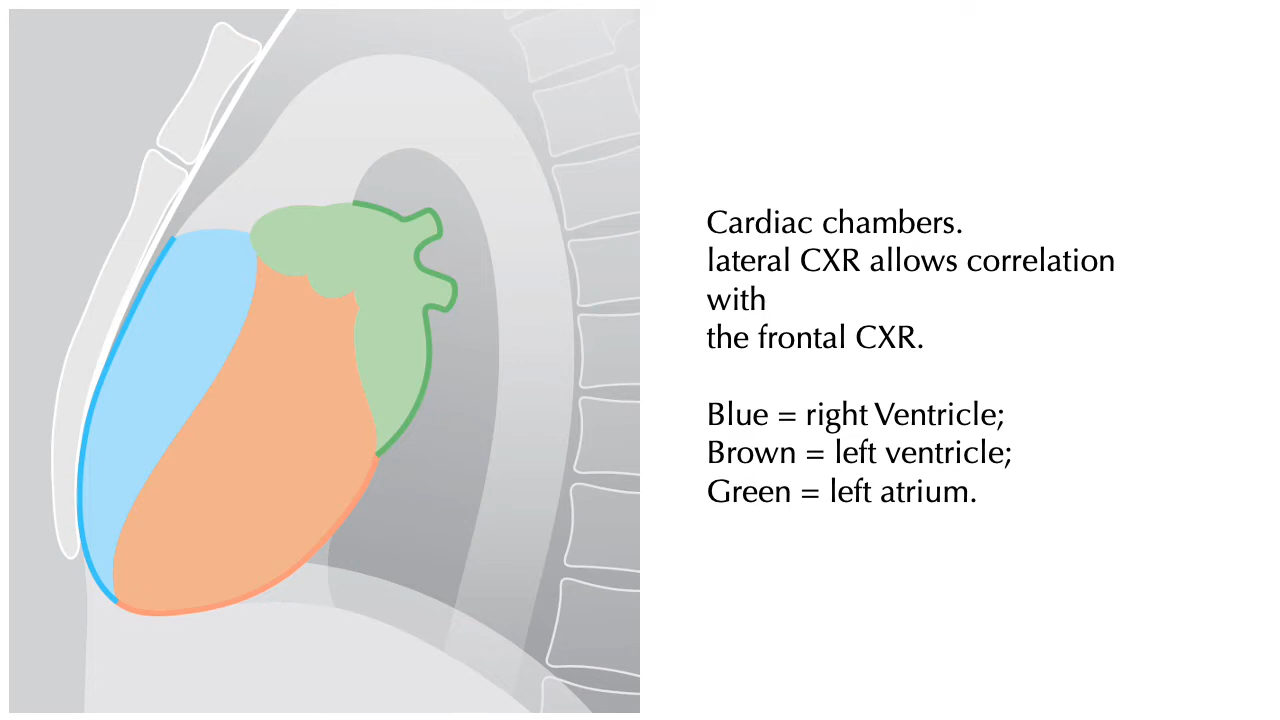 Cardiac chambers.
lateral CXR allows correlation
with
the frontal CXR.
Blue = right Ventricle;
Brown = left ventricle;
Green = left atrium.